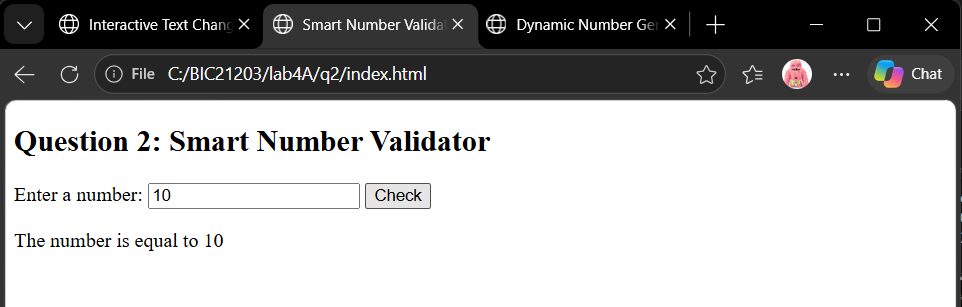 Interactive Text Chang
Smart Number Validat
Dynamic Number Ge
File C:/BIC21203/lab4A/q2/index.html
Chat
Question 2: Smart Number Validator
Enter a number: 10 Check
The number is equal to 10